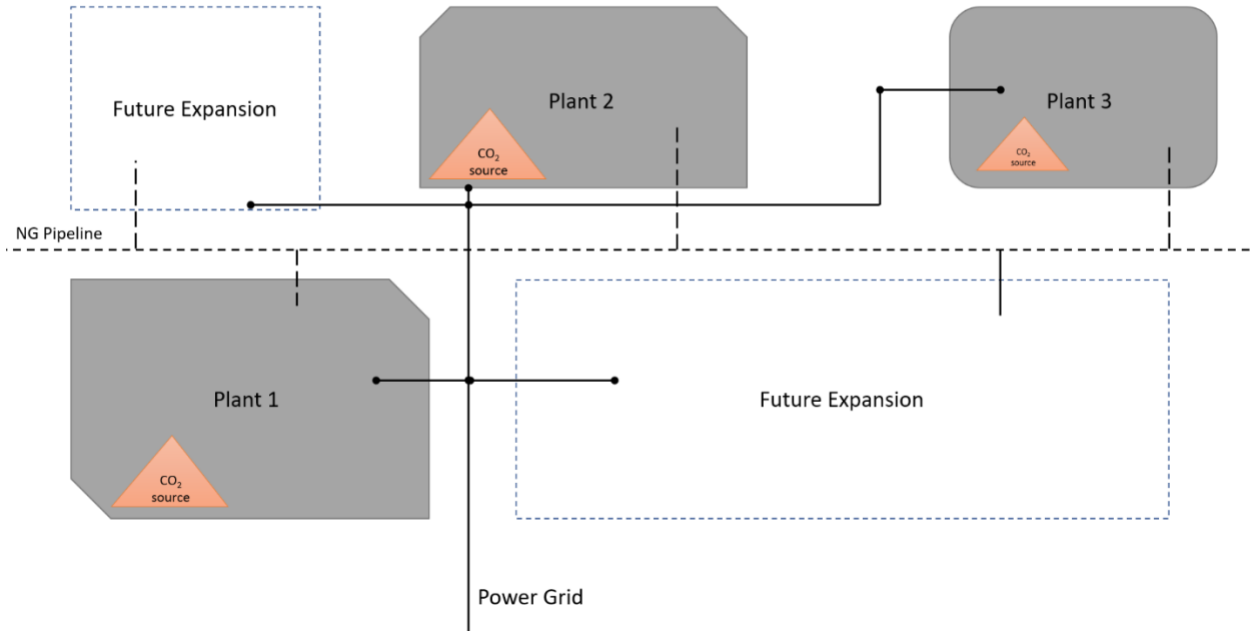 Future Expansion
Plant 2
Plant 3
CO₂
source
CO₂
source
NG Pipeline
Plant 1
Future Expansion
CO₂
source
Power Grid